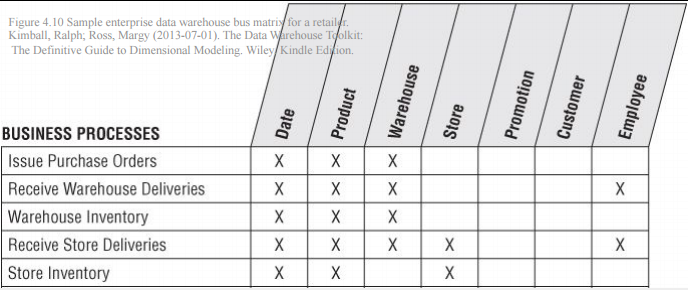 Figure 4.10 Sample enterprise data warehouse bus matrix for a retailer.
Kimball, Ralph; Ross, Margy (2013-07-01). The Data Warehouse Toolkit:
The Definitive Guide to Dimensional Modeling. Wiley. Kindle Edition.
BUSINESS PROCESSES Date Product Warehouse Store Promotion Customer Employee
Issue Purchase Orders X X X
Receive Warehouse Deliveries X X X X
Warehouse Inventory X X X
Receive Store Deliveries X X X X X
Store Inventory X X X